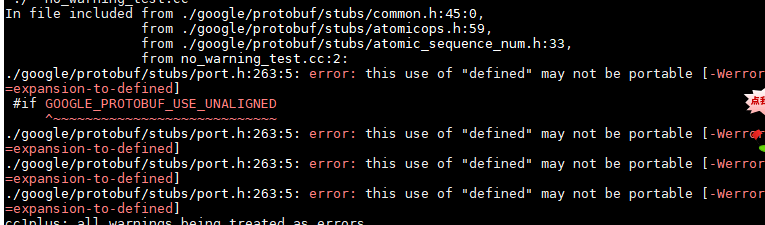 no_warning_test.cc
In file included from ./google/protobuf/stubs/common.h:45:0,
from ./google/protobuf/stubs/atomicops.h:59,
from ./google/protobuf/stubs/atomic_sequence_num.h:33,
from no_warning_test.cc:2:
./google/protobuf/stubs/port.h:263:5: error: this use of "defined" may not be portable [-Werror
=expansion-to-defined]
#if GOOGLE_PROTOBUF_USE_UNALIGNED
^~~~~~~~~~~~~~~~~~~~~~~~~~~~~
./google/protobuf/stubs/port.h:263:5: error: this use of "defined" may not be portable [-Werror
=expansion-to-defined]
./google/protobuf/stubs/port.h:263:5: error: this use of "defined" may not be portable [-Werror
=expansion-to-defined]
./google/protobuf/stubs/port.h:263:5: error: this use of "defined" may not be portable [-Werror
=expansion-to-defined]
cc1plus: all warnings being treated as errors